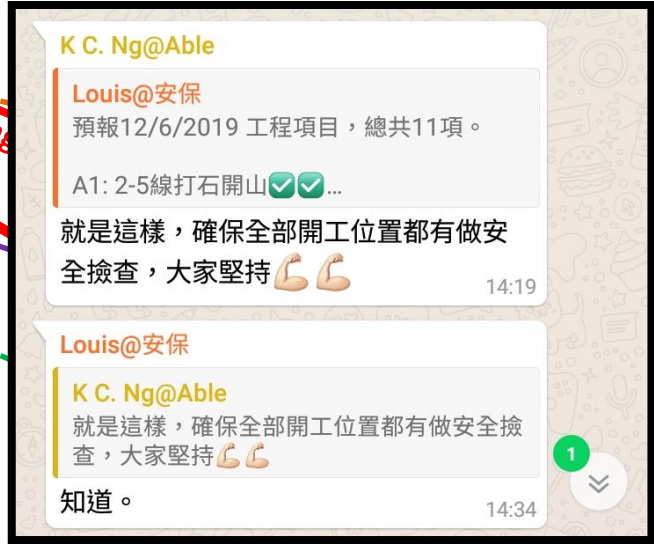 K C. Ng@Able
Louis@安保
預報12/6/2019 工程項目，總共11項。
A1: 2-5線打石開山✅✅...
就是這樣，確保全部開工位置都有做安
全撿查，大家堅持💪🏻💪🏻
14:19
Louis@安保
K C. Ng@Able
就是這樣，確保全部開工位置都有做安全撿
查，大家堅持💪🏻💪🏻
1
知道。
14:34